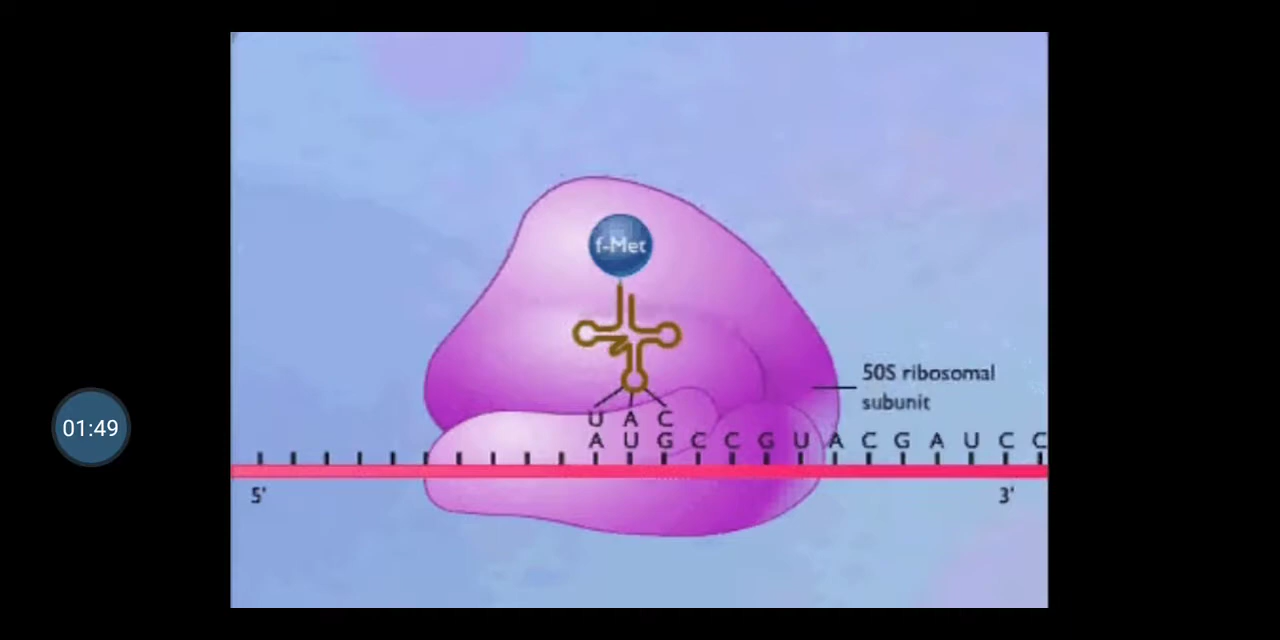 f-Met
50S ribosomal
subunit
U A C
A U G C C G U A C G A U C C
5'
3'
01:49